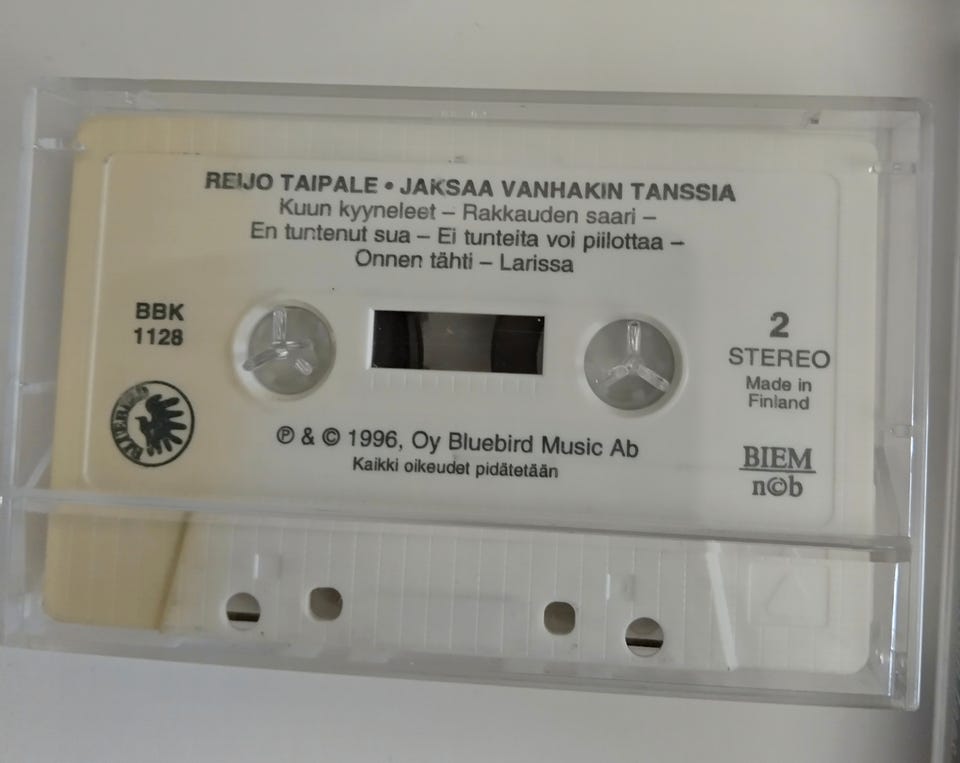 REIJO TAIPALE • JAKSAA VANHAKIN TANSSIA
Kuun kyyneleet – Rakkauden saari –
En tuntenut sua – Ei tunteita voi piilottaa –
Onnen tähti – Larissa
BBK
1128
BLUEBIRD
2
STEREO
Made in
Finland
℗ & © 1996, Oy Bluebird Music Ab
Kaikki oikeudet pidätetään
BIEM
n©b